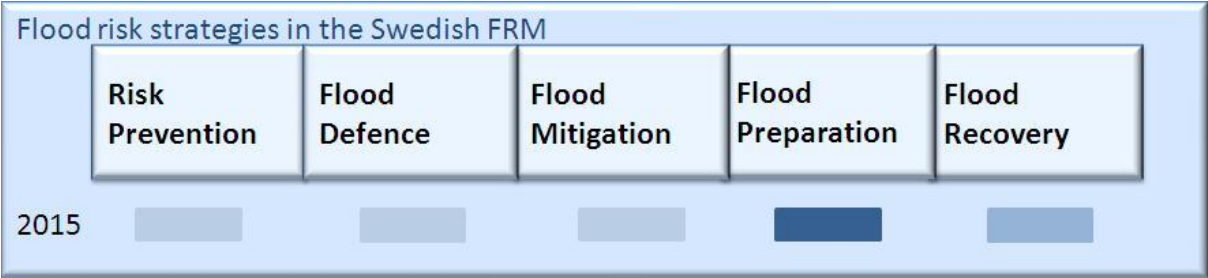 Flood risk strategies in the Swedish FRM
Risk
Prevention
Flood
Defence
Flood
Mitigation
Flood
Preparation
Flood
Recovery
2015